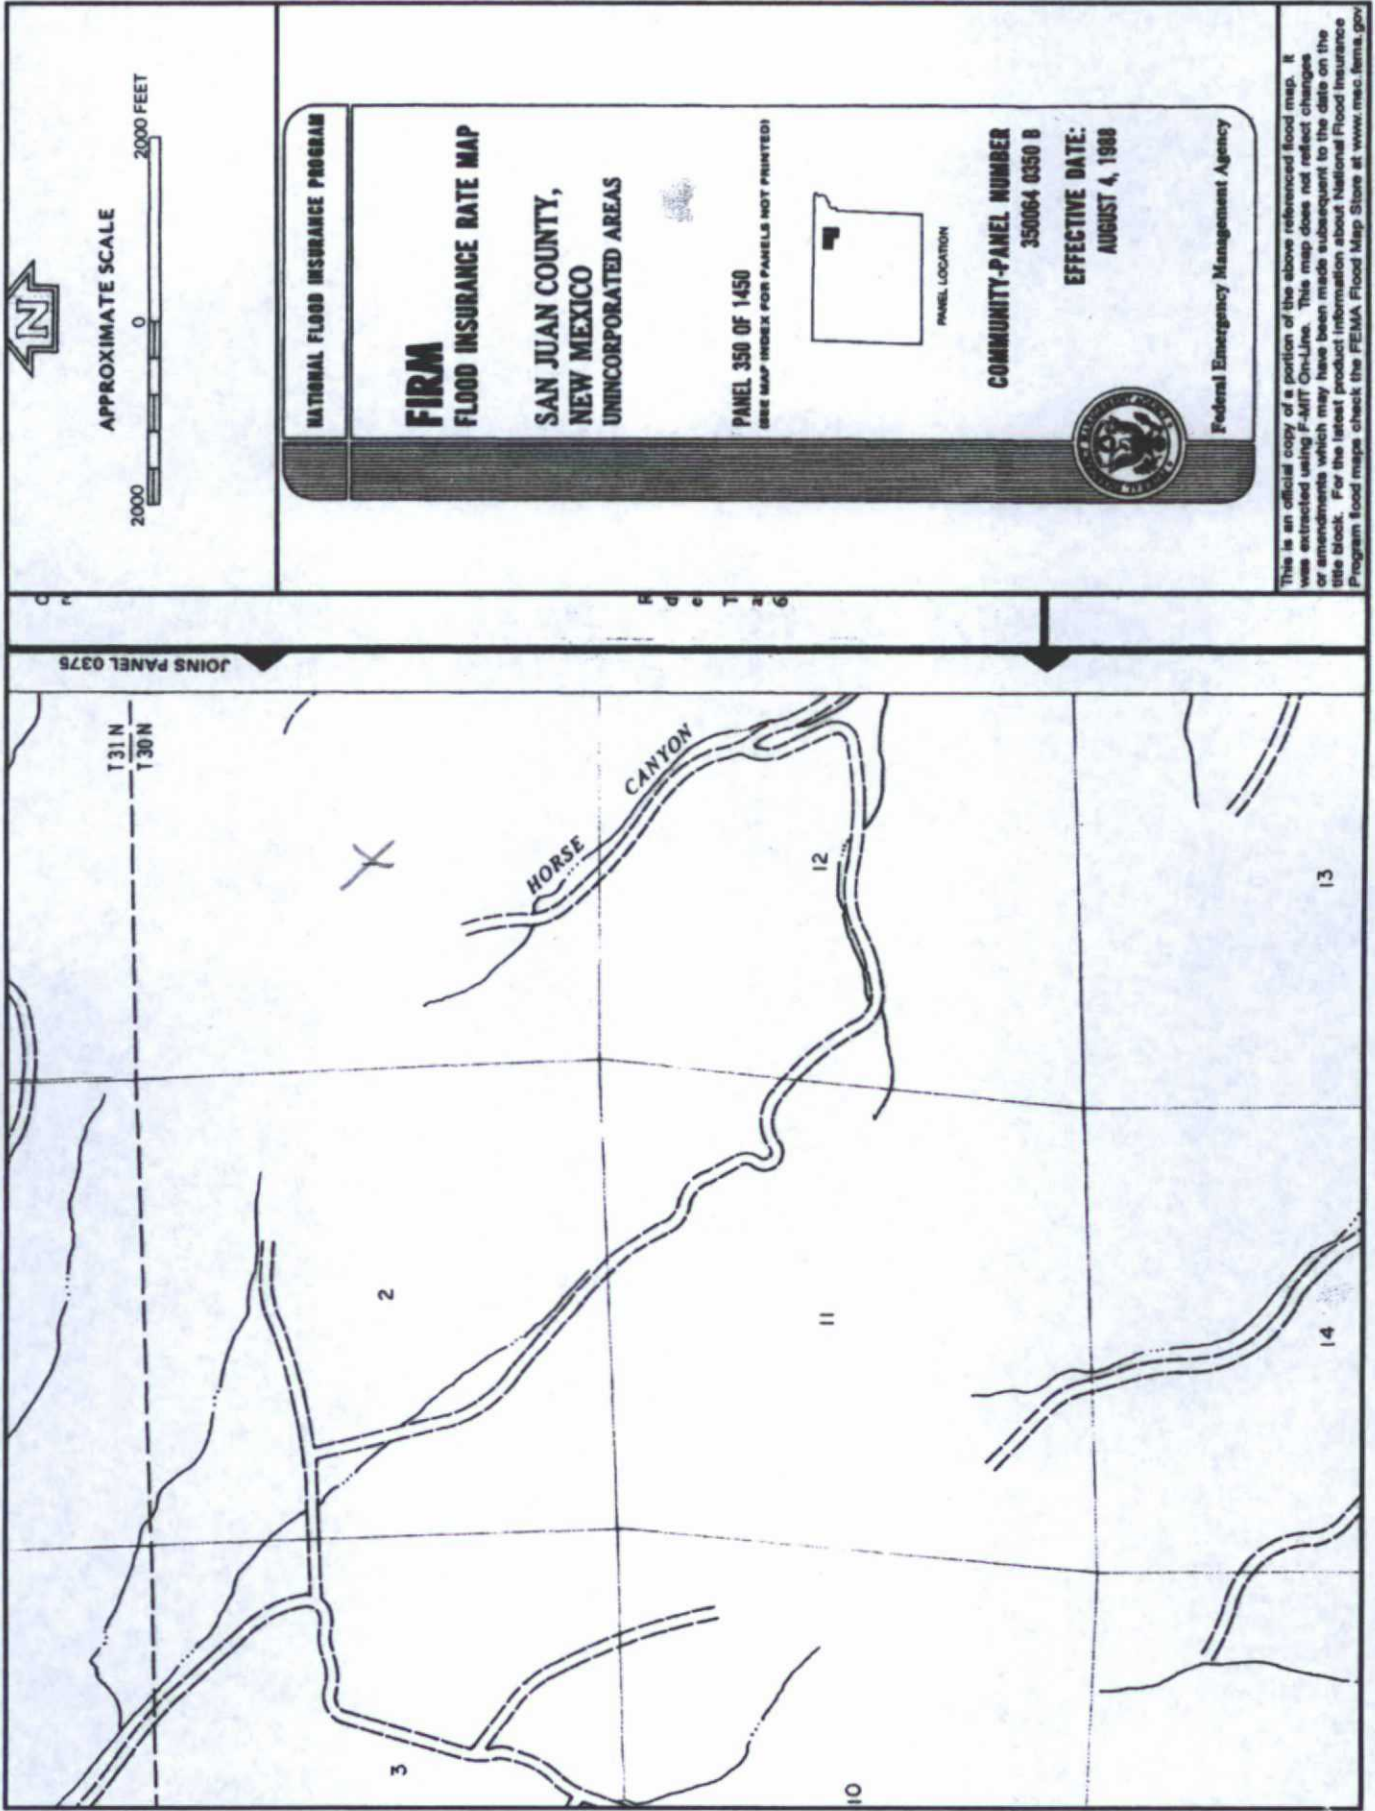 APPROXIMATE SCALE
2000 0 2000 FEET
NATIONAL FLOOD INSURANCE PROGRAM
FIRM
FLOOD INSURANCE RATE MAP
SAN JUAN COUNTY,
NEW MEXICO
UNINCORPORATED AREAS
PANEL 350 OF 1450
(SEE MAP INDEX FOR PANELS NOT PRINTED)
PANEL LOCATION
COMMUNITY-PANEL NUMBER
350064 0350 B
EFFECTIVE DATE:
AUGUST 4, 1988
Federal Emergency Management Agency
This is an official copy of a portion of the above referenced flood map. It
was extracted using F-MIT On-Line. This map does not reflect changes
or amendments which may have been made subsequent to the date on the
title block. For the latest product information about National Flood Insurance
Program flood maps check the FEMA Flood Map Store at www.msc.fema.gov
JOINS PANEL 0375
T 31 N
T 30 N
X
HORSE CANYON
2
3
10
11
12
13
14
N